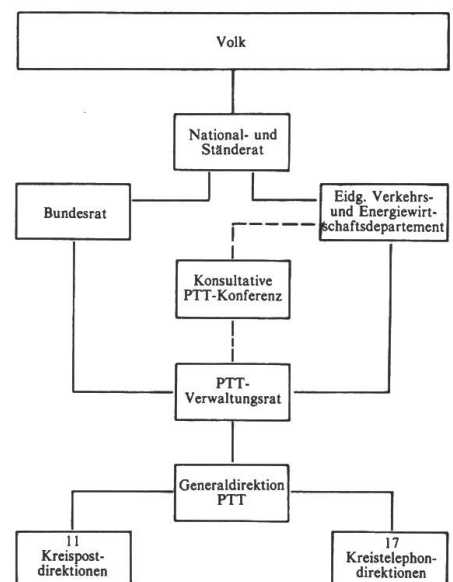 Volk
National- und
Ständerat
Bundesrat
Eidg. Verkehrs-
und Energiewirt-
schaftsdepartement
Konsultative
PTT-Konferenz
PTT-
Verwaltungsrat
Generaldirektion
PTT
11
Kreispost-
direktionen
17
Kreistelephon-
direktionen